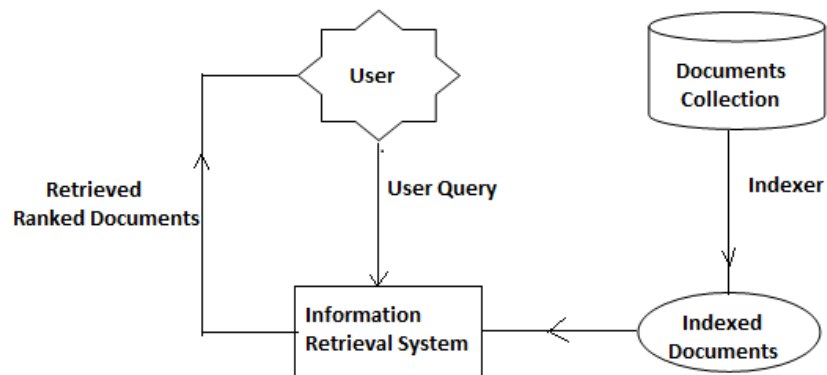 User
Documents
Collection
Retrieved
Ranked Documents
User Query
Indexer
Information
Retrieval System
Indexed
Documents